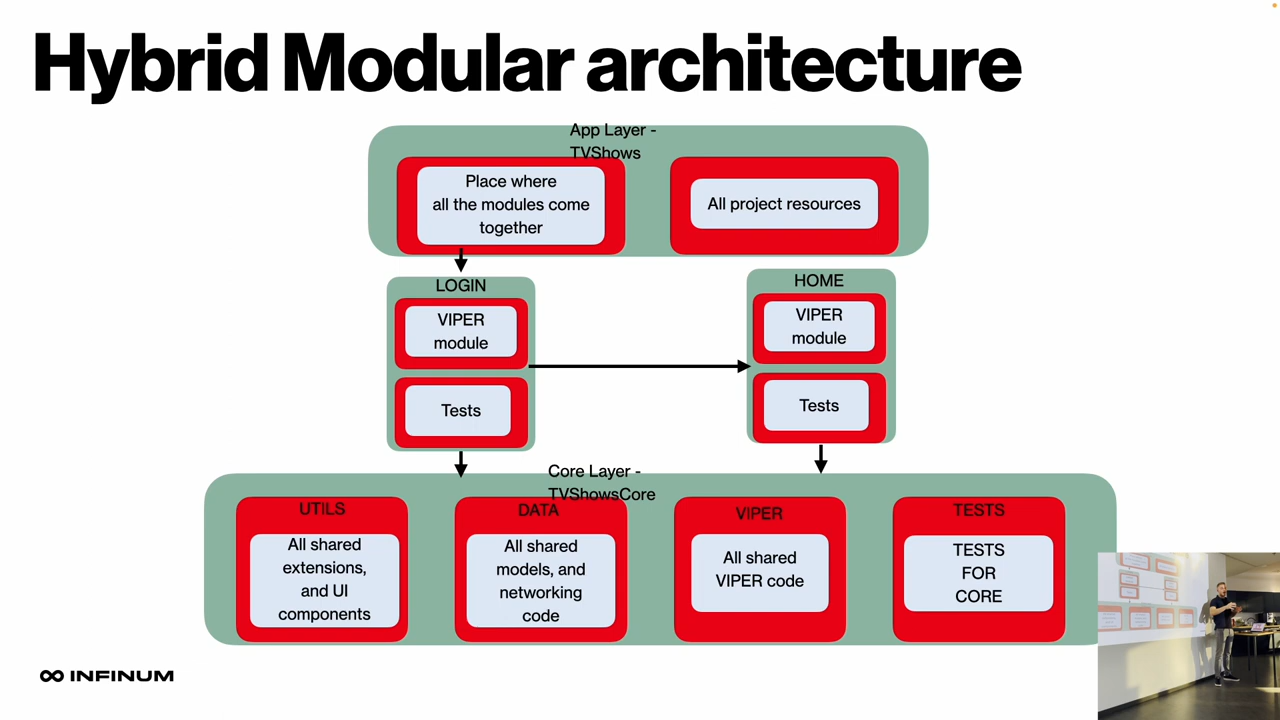 Hybrid Modular architecture
App Layer -
TVShows
Place where
all the modules come
together
All project resources
LOGIN
VIPER
module
Tests
HOME
VIPER
module
Tests
Core Layer -
TVShowsCore
UTILS
All shared
extensions,
and UI
components
DATA
All shared
models, and
networking
code
VIPER
All shared
VIPER code
TESTS
TESTS
FOR
CORE
INFINUM